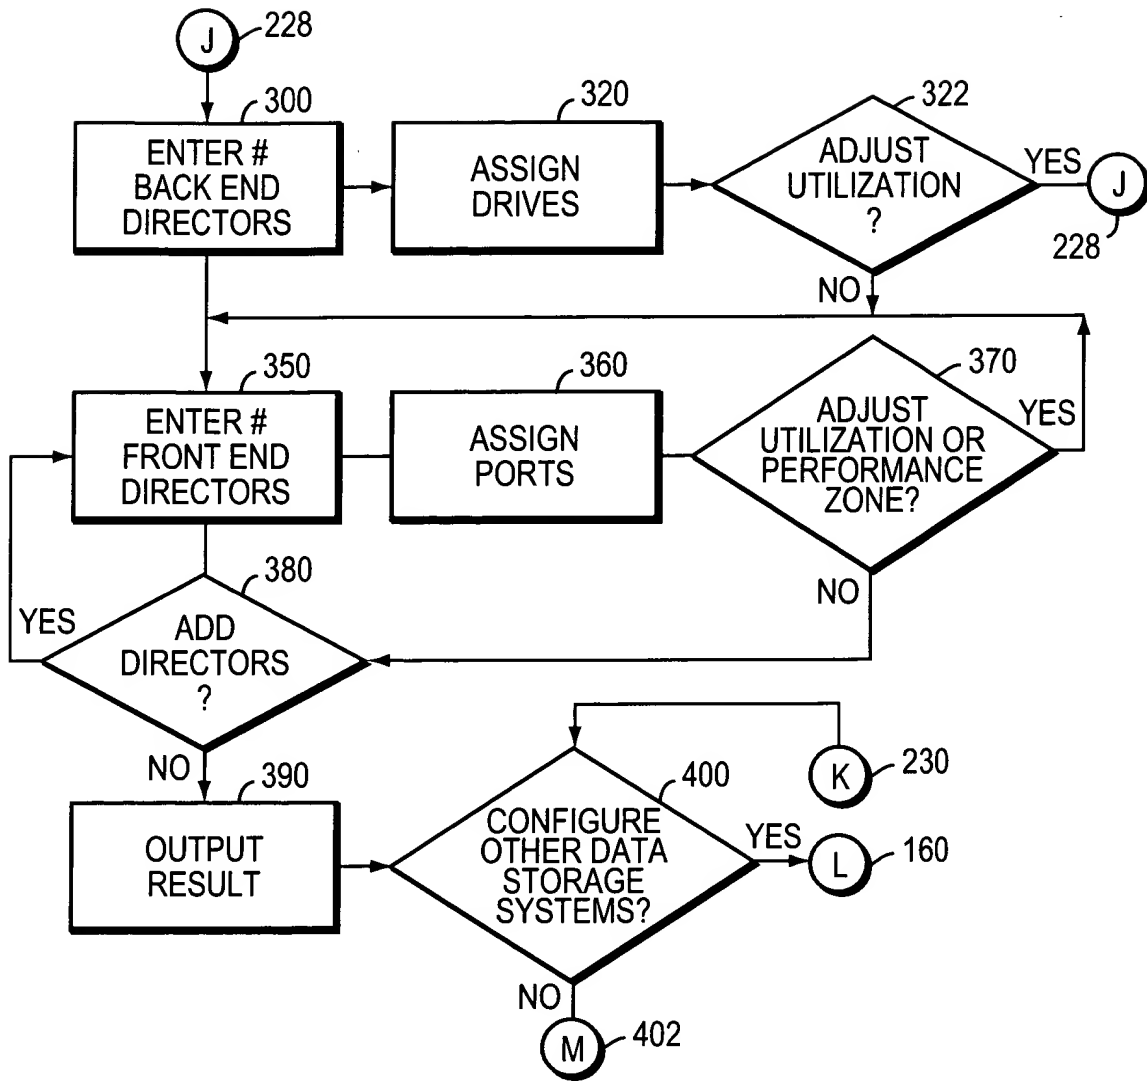 J
228
300
ENTER #
BACK END
DIRECTORS
320
ASSIGN
DRIVES
322
ADJUST
UTILIZATION
?
YES
J
228
NO
350
ENTER #
FRONT END
DIRECTORS
360
ASSIGN
PORTS
370
ADJUST
UTILIZATION OR
PERFORMANCE
ZONE?
YES
NO
380
ADD
DIRECTORS
?
YES
NO
390
OUTPUT
RESULT
400
CONFIGURE
OTHER DATA
STORAGE
SYSTEMS?
K
230
YES
L
160
NO
M
402